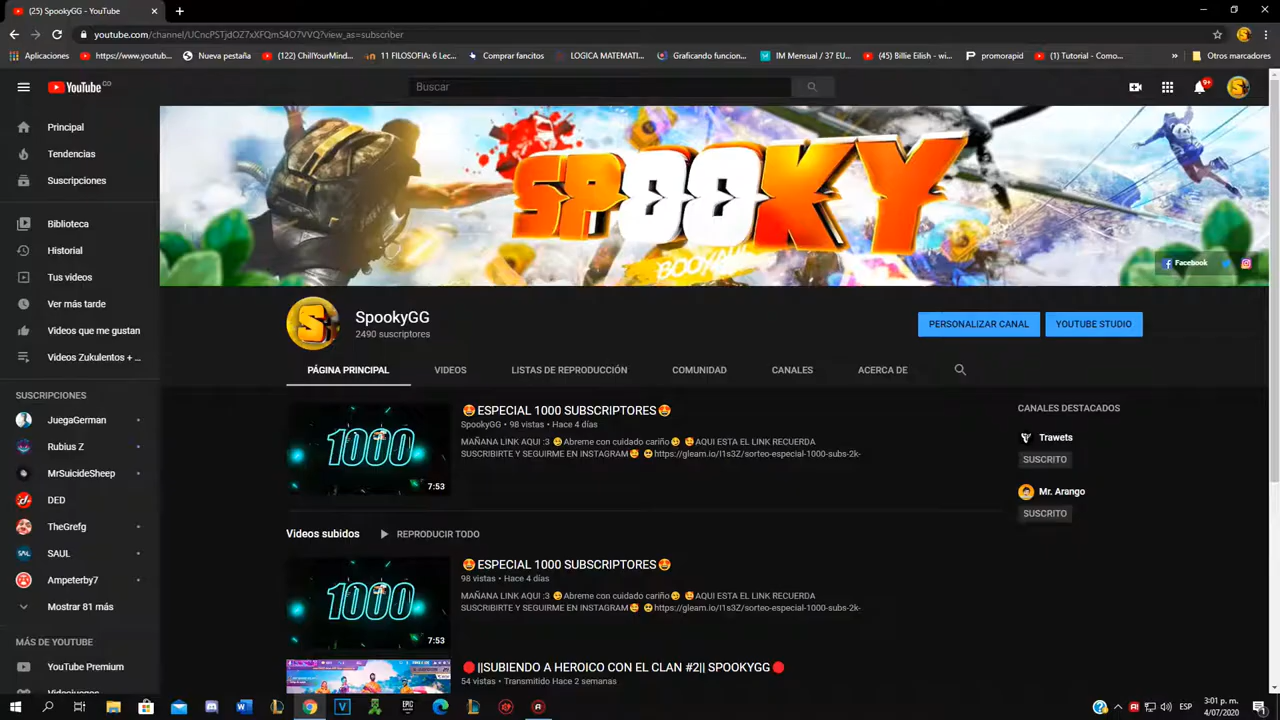 (25) SpookyGG - YouTube
youtube.com/channel/UCncPSTjdOZ7xXFQmS4O7VVQ?view_as=subscriber
Aplicaciones
https://www.youtub...
Nueva pestaña
(122) ChillYourMind...
11 FILOSOFIA: 6 Lec...
Comprar fancitos
LOGICA MATEMATI...
Graficando funcion...
IM Mensual / 37 EU...
(45) Billie Eilish - wi...
promorapid
(1) Tutorial - Como...
»
Otros marcadores
YouTube CO
Buscar
9+
S
Principal
Tendencias
Suscripciones
Biblioteca
Historial
Tus videos
Ver más tarde
Videos que me gustan
Videos Zukulentos + ...
SUSCRIPCIONES
JuegaGerman
Rubius Z
MrSuicideSheep
DED
TheGrefg
SAUL
Ampeterby7
Mostrar 81 más
MÁS DE YOUTUBE
YouTube Premium
Videojuegos
SPOOKY
BOOYAH!
Facebook
S
SpookyGG
2490 suscriptores
PERSONALIZAR CANAL
YOUTUBE STUDIO
PÁGINA PRINCIPAL
VIDEOS
LISTAS DE REPRODUCCIÓN
COMUNIDAD
CANALES
ACERCA DE
1000
7:53
🤩ESPECIAL 1000 SUBSCRIPTORES🤩
SpookyGG • 98 vistas • Hace 4 días
MAÑANA LINK AQUI :3 😏Abreme con cuidado cariño😏 🥰AQUI ESTA EL LINK RECUERDA
SUSCRIBIRTE Y SEGUIRME EN INSTAGRAM🥰 🙂https://gleam.io/I1s3Z/sorteo-especial-1000-subs-2k-
CANALES DESTACADOS
Trawets
SUSCRITO
Mr. Arango
SUSCRITO
Videos subidos
REPRODUCIR TODO
1000
7:53
🤩ESPECIAL 1000 SUBSCRIPTORES🤩
98 vistas • Hace 4 días
MAÑANA LINK AQUI :3 😏Abreme con cuidado cariño😏 🥰AQUI ESTA EL LINK RECUERDA
SUSCRIBIRTE Y SEGUIRME EN INSTAGRAM🥰 🙂https://gleam.io/I1s3Z/sorteo-especial-1000-subs-2k-
🔴||SUBIENDO A HEROICO CON EL CLAN #2|| SPOOKYGG🔴
54 vistas • Transmitido Hace 2 semanas
EPIC
ESP
3:01 p. m.
4/07/2020